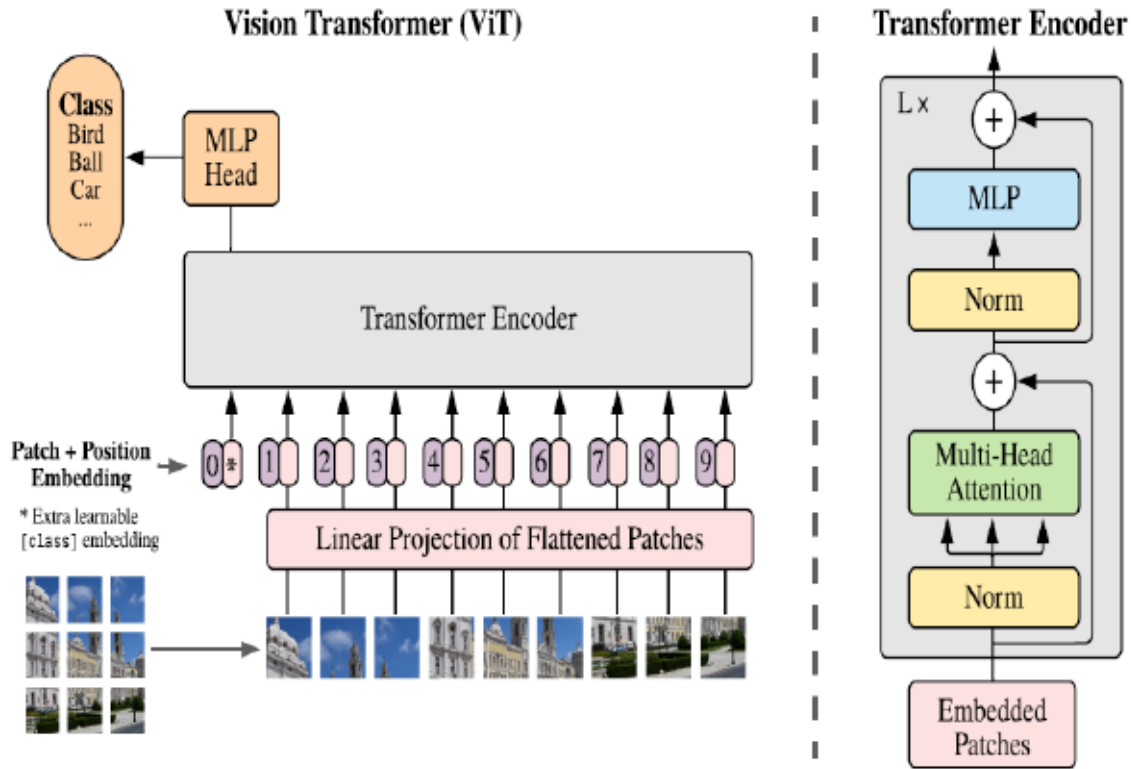 Vision Transformer (ViT)
Class
Bird
Ball
Car
...
MLP
Head
Transformer Encoder
Patch + Position
Embedding
0 *
1
2
3
4
5
6
7
8
9
* Extra learnable
[class] embedding
Linear Projection of Flattened Patches
Transformer Encoder
L x
+
MLP
Norm
+
Multi-Head
Attention
Norm
Embedded
Patches